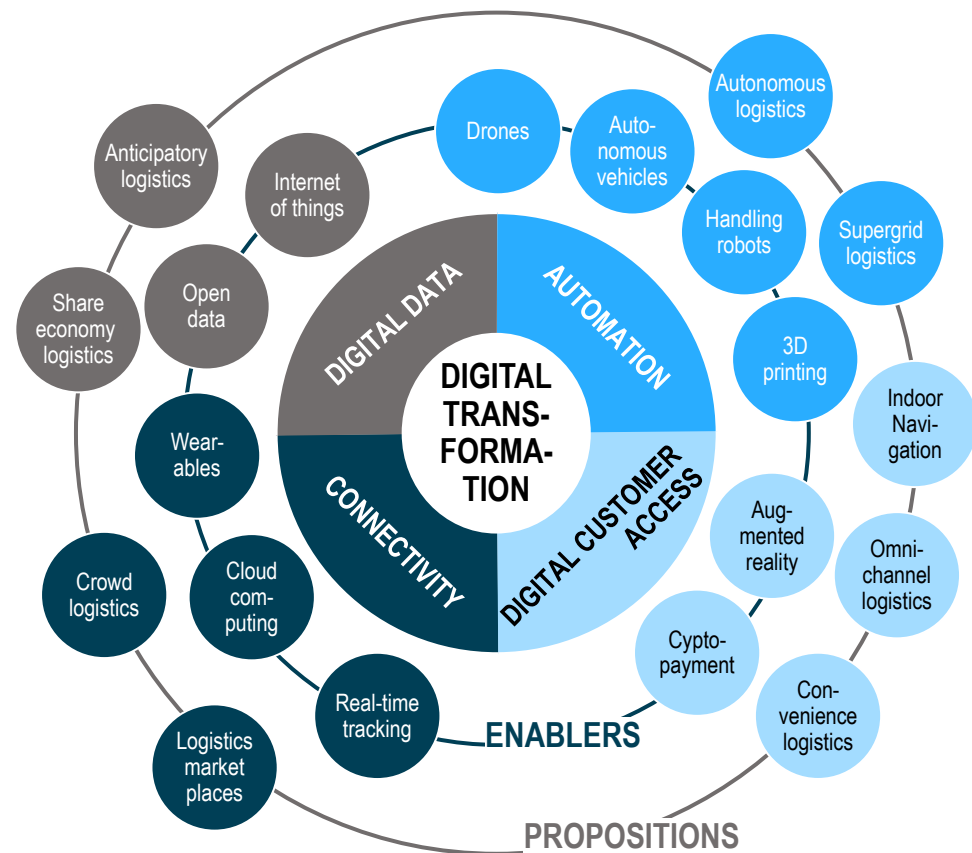 Autonomous
logistics
Drones
Auto-
nomous
vehicles
Anticipatory
logistics
Internet
of things
Handling
robots
Supergrid
logistics
Share
economy
logistics
Open
data
DIGITAL DATA
AUTOMATION
3D
printing
DIGITAL
TRANS-
FORMA-
TION
Indoor
Navi-
gation
Wear-
ables
CONNECTIVITY
DIGITAL CUSTOMER
ACCESS
Aug-
mented
reality
Omni-
channel
logistics
Crowd
logistics
Cloud
com-
puting
Cypto-
payment
Real-time
tracking
Con-
venience
logistics
ENABLERS
Logistics
market
places
PROPOSITIONS